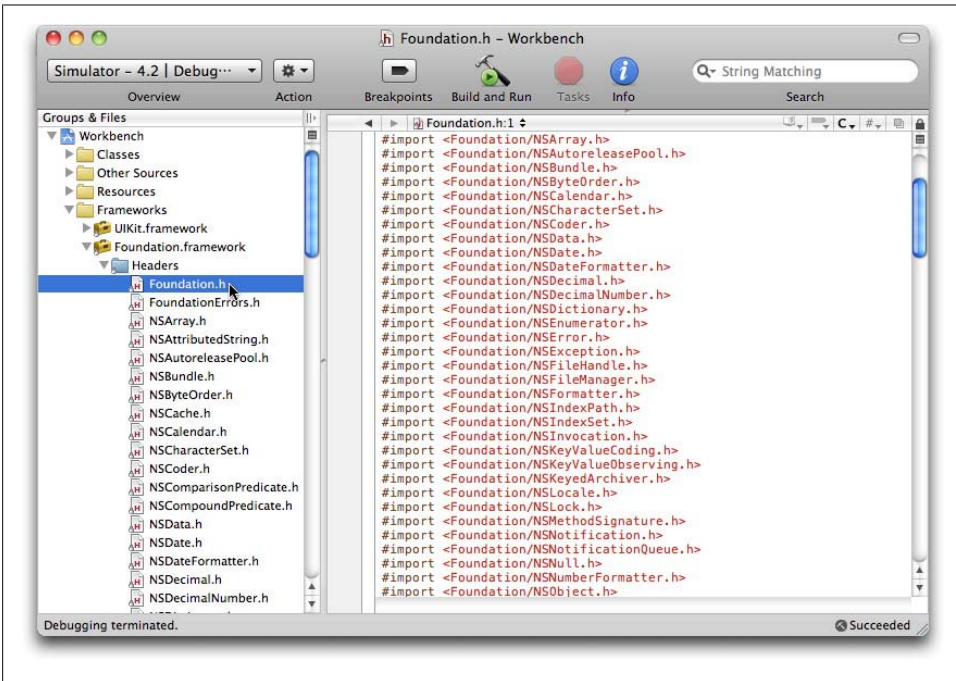 Foundation.h – Workbench
Simulator – 4.2 | Debug···
String Matching
Overview
Action
Breakpoints
Build and Run
Tasks
Info
Search
Groups & Files
Workbench
Classes
Other Sources
Resources
Frameworks
UIKit.framework
Foundation.framework
Headers
Foundation.h
FoundationErrors.h
NSArray.h
NSAttributedString.h
NSAutoreleasePool.h
NSBundle.h
NSByteOrder.h
NSCache.h
NSCalendar.h
NSCharacterSet.h
NSCoder.h
NSComparisonPredicate.h
NSCompoundPredicate.h
NSData.h
NSDate.h
NSDateFormatter.h
NSDecimal.h
NSDecimalNumber.h
Foundation.h:1
C
#
#import <Foundation/NSArray.h>
#import <Foundation/NSAutoreleasePool.h>
#import <Foundation/NSBundle.h>
#import <Foundation/NSByteOrder.h>
#import <Foundation/NSCalendar.h>
#import <Foundation/NSCharacterSet.h>
#import <Foundation/NSCoder.h>
#import <Foundation/NSData.h>
#import <Foundation/NSDate.h>
#import <Foundation/NSDateFormatter.h>
#import <Foundation/NSDecimal.h>
#import <Foundation/NSDecimalNumber.h>
#import <Foundation/NSDictionary.h>
#import <Foundation/NSEnumerator.h>
#import <Foundation/NSError.h>
#import <Foundation/NSException.h>
#import <Foundation/NSFileHandle.h>
#import <Foundation/NSFileManager.h>
#import <Foundation/NSFormatter.h>
#import <Foundation/NSIndexPath.h>
#import <Foundation/NSIndexSet.h>
#import <Foundation/NSInvocation.h>
#import <Foundation/NSKeyValueCoding.h>
#import <Foundation/NSKeyValueObserving.h>
#import <Foundation/NSKeyedArchiver.h>
#import <Foundation/NSLocale.h>
#import <Foundation/NSLock.h>
#import <Foundation/NSMethodSignature.h>
#import <Foundation/NSNotification.h>
#import <Foundation/NSNotificationQueue.h>
#import <Foundation/NSNull.h>
#import <Foundation/NSNumberFormatter.h>
#import <Foundation/NSObject.h>
Debugging terminated.
Succeeded